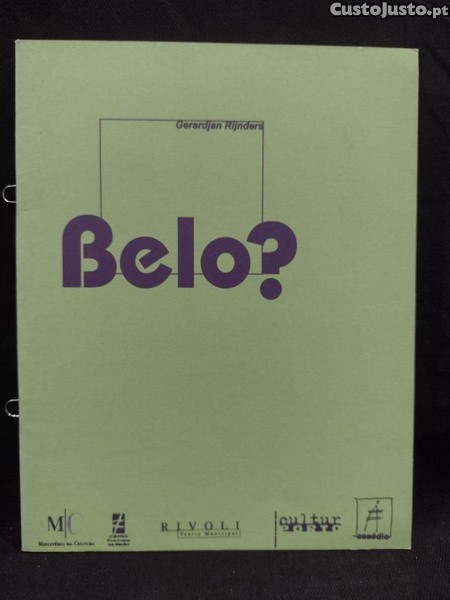 CustoJusto.pt
Gerardjan Rijnders
Belo?
M|C
MINISTÉRIO DA CULTURA
RIVOLI
Teatro Municipal
cultur
porto
assédio